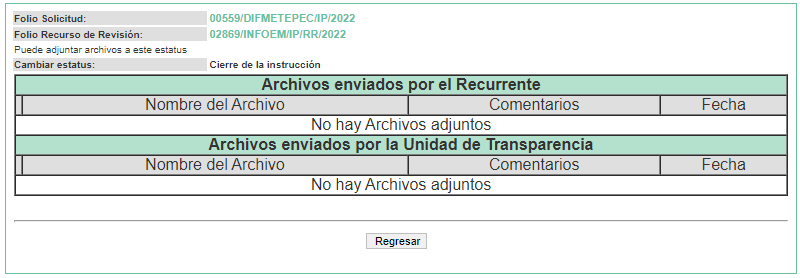 Folio Solicitud: 00559/DIFMETEPEC/IP/2022
Folio Recurso de Revisión: 02869/INFOEM/IP/RR/2022
Puede adjuntar archivos a este estatus
Cambiar estatus: Cierre de la instrucción
Archivos enviados por el Recurrente
Nombre del Archivo Comentarios Fecha
No hay Archivos adjuntos
Archivos enviados por la Unidad de Transparencia
Nombre del Archivo Comentarios Fecha
No hay Archivos adjuntos
Regresar